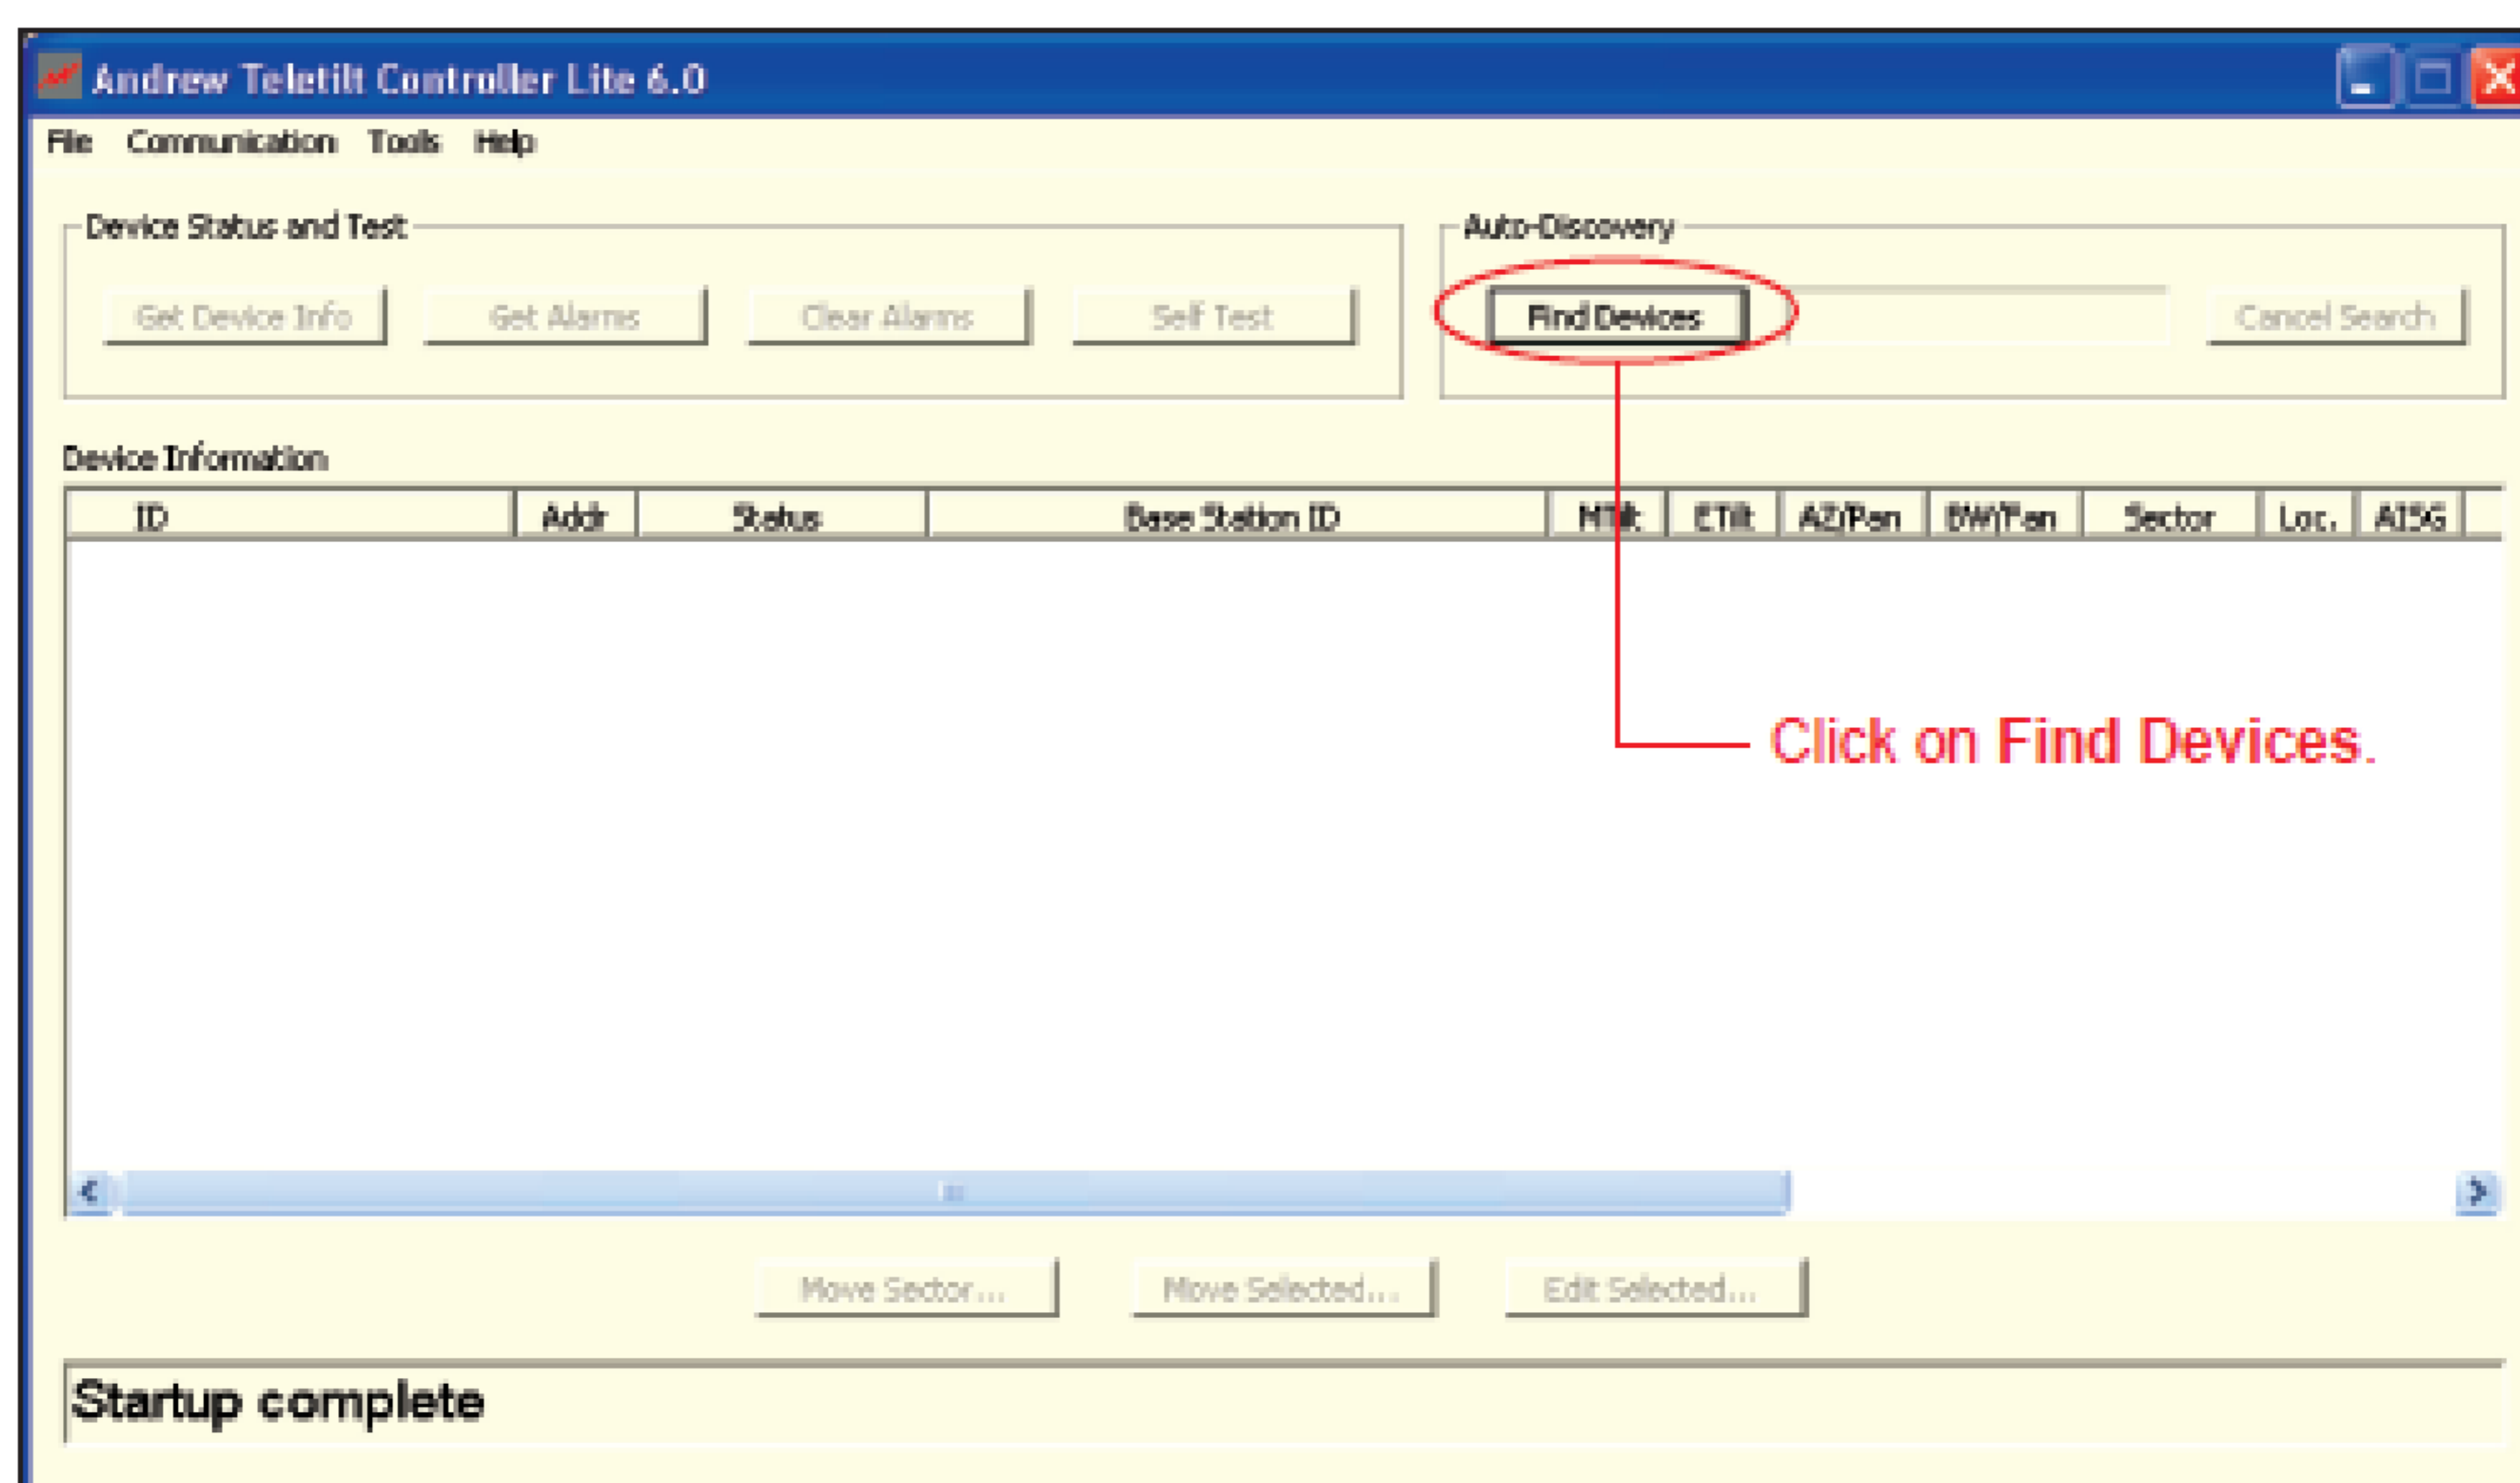 Andrew Teletilt Controller Lite 6.0
File Communication Tools Help
Device Status and Test Auto-Discovery
Get Device Info Get Alarms Clear Alarms Self Test Find Devices Cancel Search
Device Information
ID Addr Status Base Station ID MTilt ETilt AZ/Pan BW/Fan Sector Loc. AISG
Click on Find Devices.
Move Sector... Move Selected... Edit Selected...
Startup complete